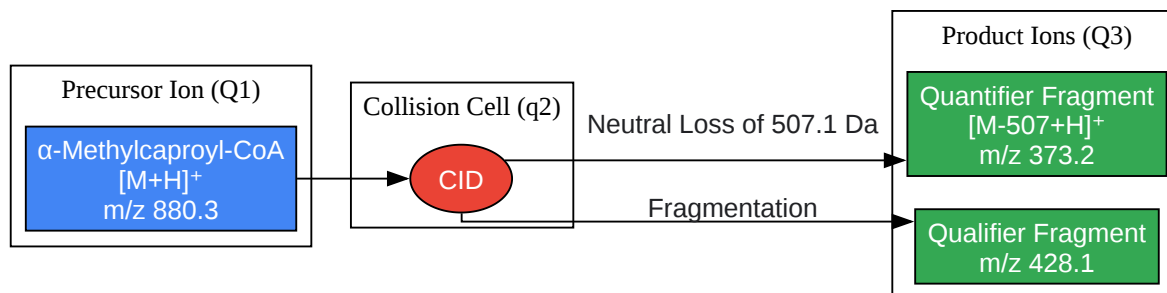 Precursor Ion (Q1)
α-Methylcaproyl-CoA
[M+H]⁺
m/z 880.3
Collision Cell (q2)
CID
Neutral Loss of 507.1 Da
Fragmentation
Product Ions (Q3)
Quantifier Fragment
[M-507+H]⁺
m/z 373.2
Qualifier Fragment
m/z 428.1